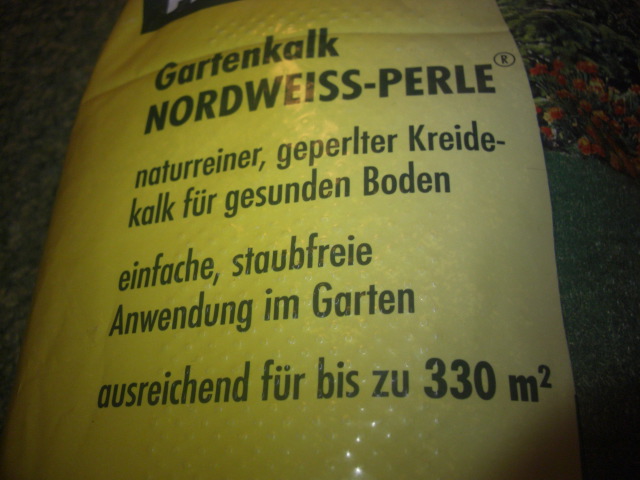 Gartenkalk
NORDWEISS-PERLE®
naturreiner, geperlter Kreide-
kalk für gesunden Boden
einfache, staubfreie
Anwendung im Garten
ausreichend für bis zu 330 m²